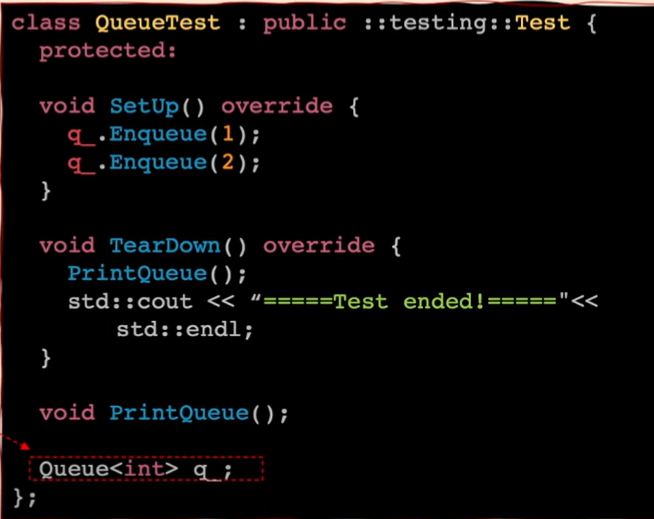 class QueueTest : public ::testing::Test {
protected:
void SetUp() override {
q_.Enqueue(1);
q_.Enqueue(2);
}
void TearDown() override {
PrintQueue();
std::cout << “=====Test ended!====="<<
std::endl;
}
void PrintQueue();
Queue<int> q_;
};